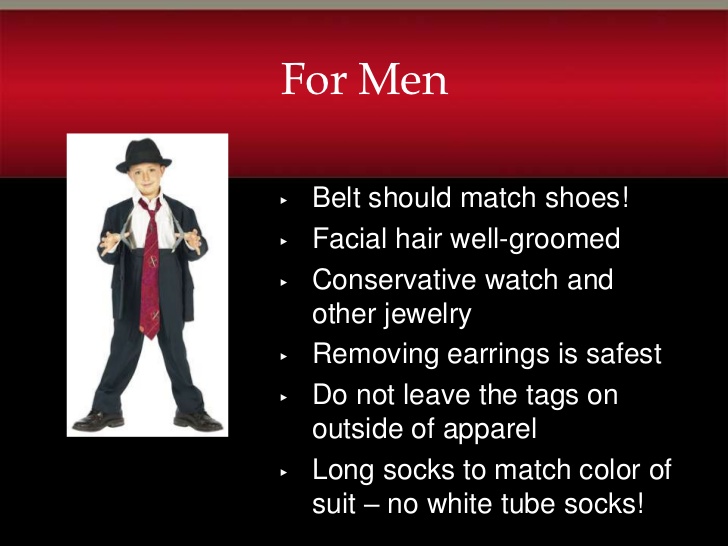 For Men
▸ Belt should match shoes!
▸ Facial hair well-groomed
▸ Conservative watch and
other jewelry
▸ Removing earrings is safest
▸ Do not leave the tags on
outside of apparel
▸ Long socks to match color of
suit – no white tube socks!